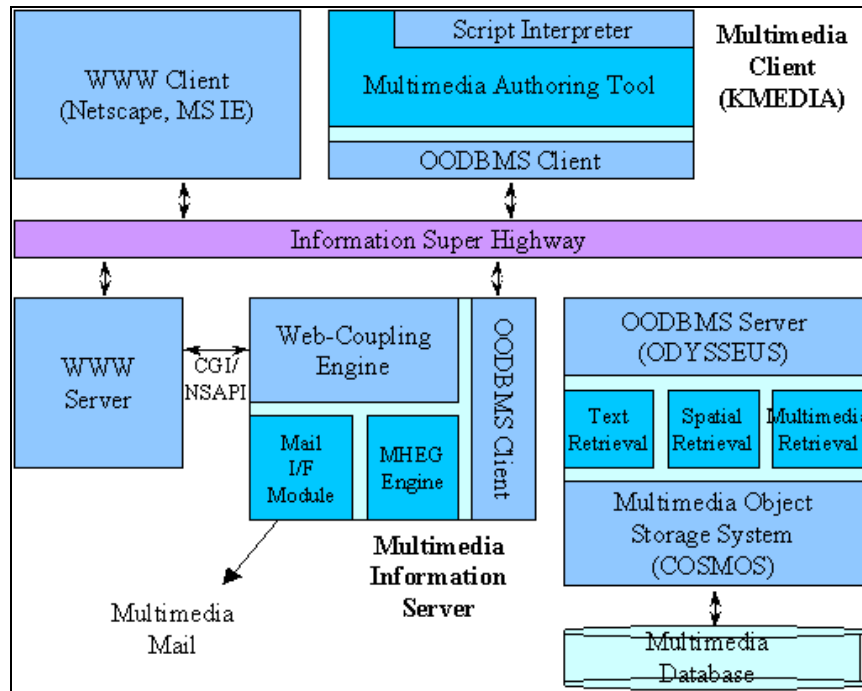 WWW Client
(Netscape, MS IE)
Script Interpreter
Multimedia Authoring Tool
OODBMS Client
Multimedia
Client
(KMEDIA)
Information Super Highway
WWW
Server
CGI/
NSAPI
Web-Coupling
Engine
Mail
I/F
Module
MHEG
Engine
OODBMS Client
Multimedia
Information
Server
Multimedia
Mail
OODBMS Server
(ODYSSEUS)
Text
Retrieval
Spatial
Retrieval
Multimedia
Retrieval
Multimedia Object
Storage System
(COSMOS)
Multimedia
Database